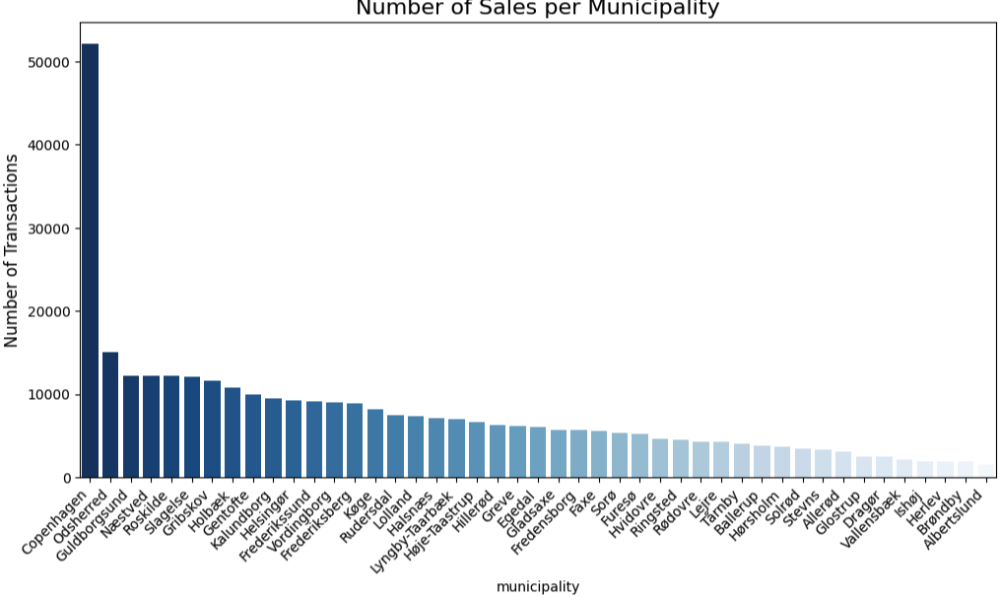 Number of Sales per Municipality
Number of Transactions
50000
40000
30000
20000
10000
0
Copenhagen
Odsherred
Guldborgsund
Næstved
Roskilde
Slagelse
Gribskov
Holbæk
Gentofte
Kalundborg
Helsingør
Frederikssund
Vordingborg
Frederiksberg
Køge
Rudersdal
Lolland
Halsnæs
Lyngby-Taarbæk
Høje-Taastrup
Hillerød
Greve
Egedal
Gladsaxe
Fredensborg
Faxe
Sorø
Furesø
Hvidovre
Ringsted
Rødovre
Lejre
Tårnby
Ballerup
Hørsholm
Solrød
Stevns
Allerød
Glostrup
Dragør
Vallensbæk
Ishøj
Herlev
Brøndby
Albertslund
municipality